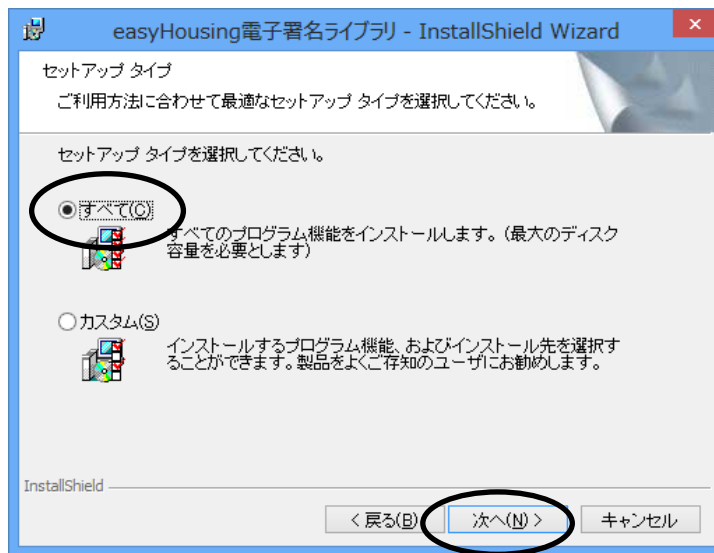 easyHousing電子署名ライブラリ - InstallShield Wizard
セットアップ タイプ
ご利用方法に合わせて最適なセットアップ タイプを選択してください。
セットアップ タイプを選択してください。
すべて(C)
すべてのプログラム機能をインストールします。(最大のディスク
容量を必要とします)
カスタム(S)
インストールするプログラム機能、およびインストール先を選択す
ることができます。製品をよくご存知のユーザにお勧めします。
InstallShield
< 戻る(B)
次へ(N) >
キャンセル